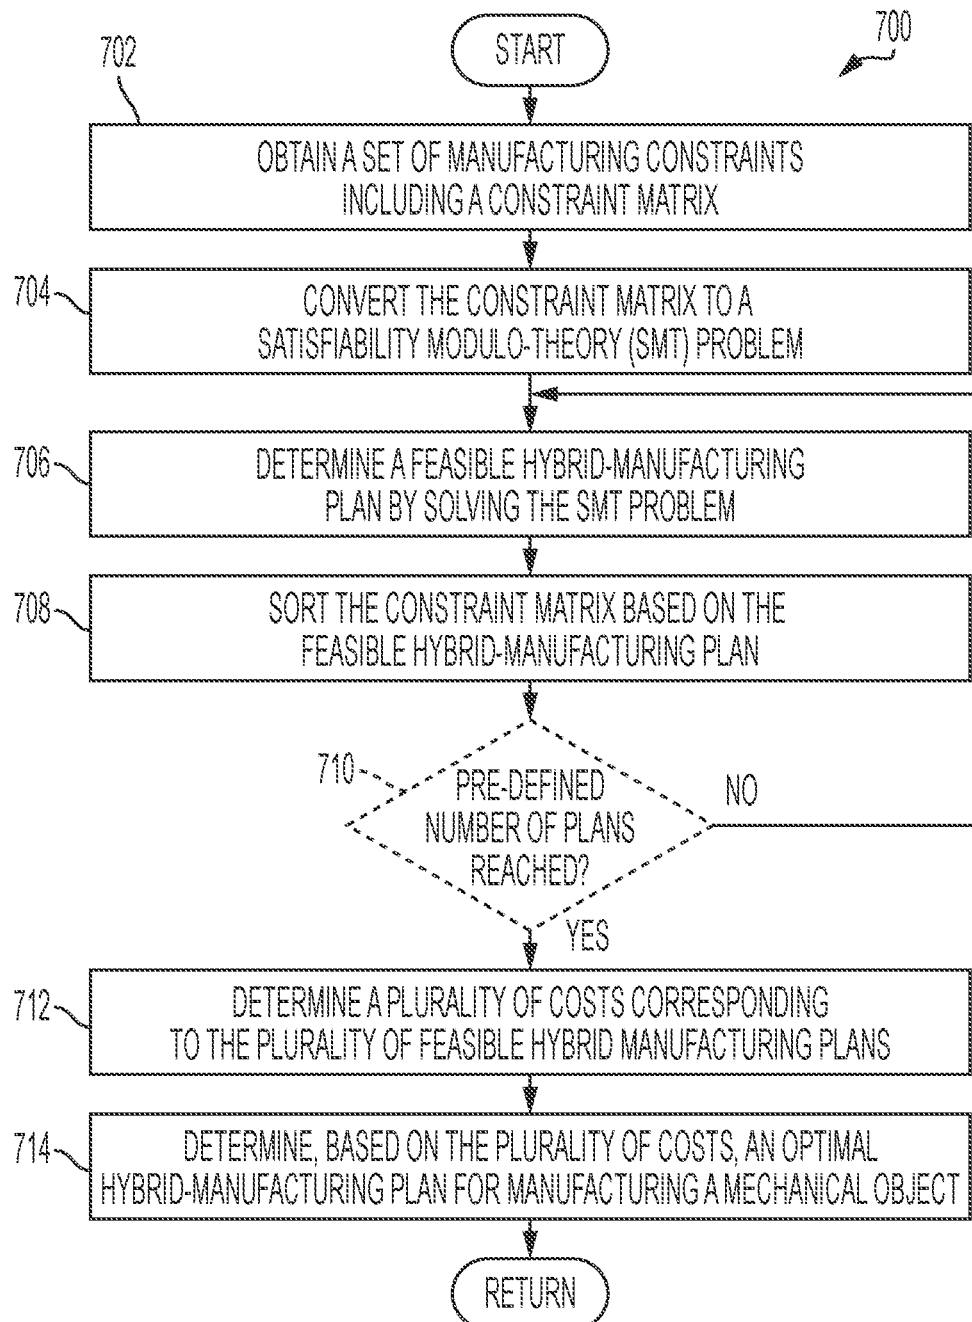 700
START
702
OBTAIN A SET OF MANUFACTURING CONSTRAINTS
INCLUDING A CONSTRAINT MATRIX
704
CONVERT THE CONSTRAINT MATRIX TO A
SATISFIABILITY MODULO-THEORY (SMT) PROBLEM
706
DETERMINE A FEASIBLE HYBRID-MANUFACTURING
PLAN BY SOLVING THE SMT PROBLEM
708
SORT THE CONSTRAINT MATRIX BASED ON THE
FEASIBLE HYBRID-MANUFACTURING PLAN
710
PRE-DEFINED
NUMBER OF PLANS
REACHED?
NO
YES
712
DETERMINE A PLURALITY OF COSTS CORRESPONDING
TO THE PLURALITY OF FEASIBLE HYBRID MANUFACTURING PLANS
714
DETERMINE, BASED ON THE PLURALITY OF COSTS, AN OPTIMAL
HYBRID-MANUFACTURING PLAN FOR MANUFACTURING A MECHANICAL OBJECT
RETURN